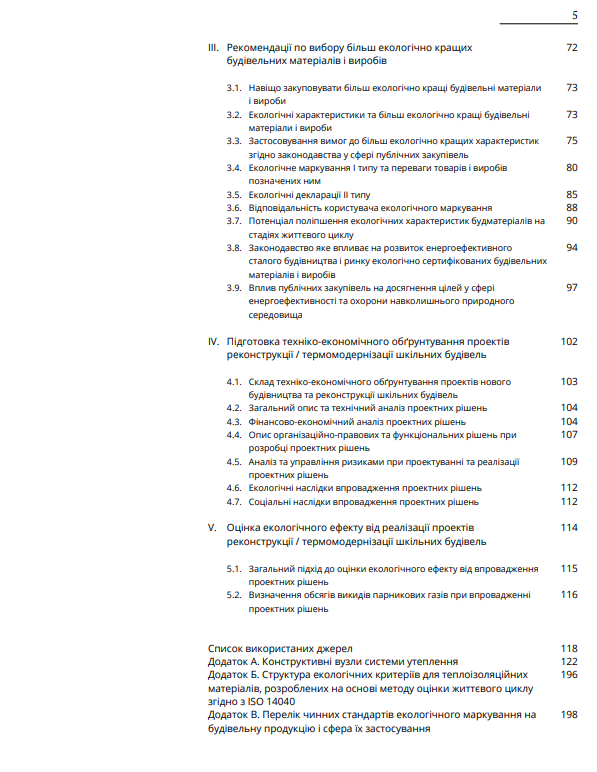 5
III. Рекомендації по вибору більш екологічно кращих 72
будівельних матеріалів і виробів
3.1. Навіщо закуповувати більш екологічно кращі будівельні матеріали 73
і вироби
3.2. Екологічні характеристики та більш екологічно кращі будівельні 73
матеріали і вироби
3.3. Застосовування вимог до більш екологічно кращих характеристик 75
згідно законодавства у сфері публічних закупівель
3.4. Екологічне маркування І типу та переваги товарів і виробів 80
позначених ним
3.5. Екологічні декларації ІІ типу 85
3.6. Відповідальність користувача екологічного маркування 88
3.7. Потенціал поліпшення екологічних характеристик будматеріалів на 90
стадіях життєвого циклу
3.8. Законодавство яке впливає на розвиток енергоефективного 94
сталого будівництва і ринку екологічно сертифікованих будівельних
матеріалів і виробів
3.9. Вплив публічних закупівель на досягнення цілей у сфері 97
енергоефективності та охорони навколишнього природного
середовища
IV. Підготовка техніко-економічного обґрунтування проектів 102
реконструкції / термомодернізації шкільних будівель
4.1. Склад техніко-економічного обґрунтування проектів нового 103
будівництва та реконструкції шкільних будівель
4.2. Загальний опис та технічний аналіз проектних рішень 104
4.3. Фінансово-економічний аналіз проектних рішень 104
4.4. Опис організаційно-правових та функціональних рішень при 107
розробці проектних рішень
4.5. Аналіз та управління ризиками при проектуванні та реалізації 109
проектних рішень
4.6. Екологічні наслідки впровадження проектних рішень 112
4.7. Соціальні наслідки впровадження проектних рішень 112
V. Оцінка екологічного ефекту від реалізації проектів 114
реконструкції / термомодернізації шкільних будівель
5.1. Загальний підхід до оцінки екологічного ефекту від впровадження 115
проектних рішень
5.2. Визначення обсягів викидів парникових газів при впровадженні 116
проектних рішень
Список використаних джерел 118
Додаток А. Конструктивні вузли системи утеплення 122
Додаток Б. Структура екологічних критеріїв для теплоізоляційних 196
матеріалів, розроблених на основі методу оцінки життєвого циклу
згідно з ISO 14040
Додаток В. Перелік чинних стандартів екологічного маркування на 198
будівельну продукцію і сфера їх застосування